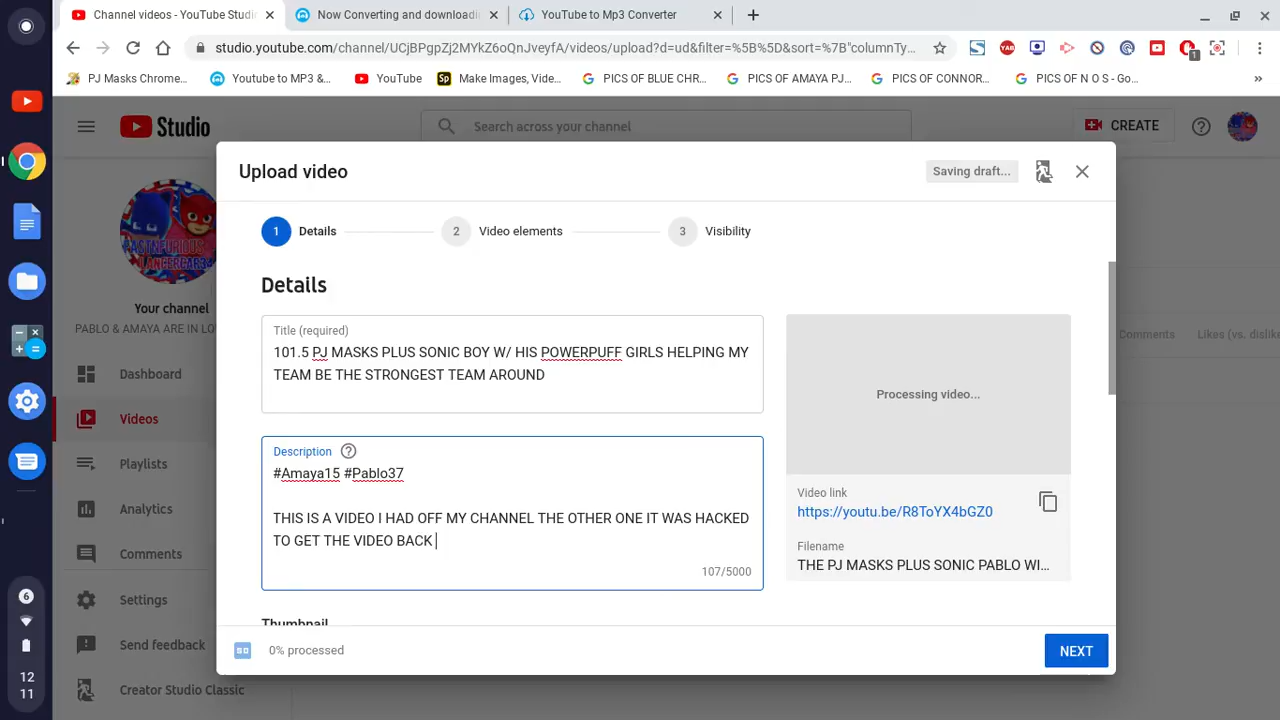 Channel videos - YouTube Studi
Now Converting and downloadin
YouTube to Mp3 Converter
studio.youtube.com/channel/UCjBPgpZj2MYkZ6oQnJveyfA/videos/upload?d=ud&filter=%5B%5D&sort=%7B"columnTy...
YAB
1
PJ Masks Chrome...
Youtube to MP3 &...
YouTube
Sp
Make Images, Vide...
PICS OF BLUE CHR...
PICS OF AMAYA PJ...
PICS OF CONNOR...
PICS OF N O S - Go...
»
Studio
Search across your channel
CREATE
Upload video
Saving draft...
1 Details
2 Video elements
3 Visibility
Your channel
PABLO & AMAYA ARE IN LO
Dashboard
Videos
Playlists
Analytics
Comments
Settings
Send feedback
Creator Studio Classic
Comments
Likes (vs. dislike
Details
Title (required)
101.5 PJ MASKS PLUS SONIC BOY W/ HIS POWERPUFF GIRLS HELPING MY
TEAM BE THE STRONGEST TEAM AROUND
Description
#Amaya15 #Pablo37
THIS IS A VIDEO I HAD OFF MY CHANNEL THE OTHER ONE IT WAS HACKED
TO GET THE VIDEO BACK
107/5000
Thumbnail
Processing video...
Video link
https://youtu.be/R8ToYX4bGZ0
Filename
THE PJ MASKS PLUS SONIC PABLO WI...
SD
0% processed
NEXT
6
12
11